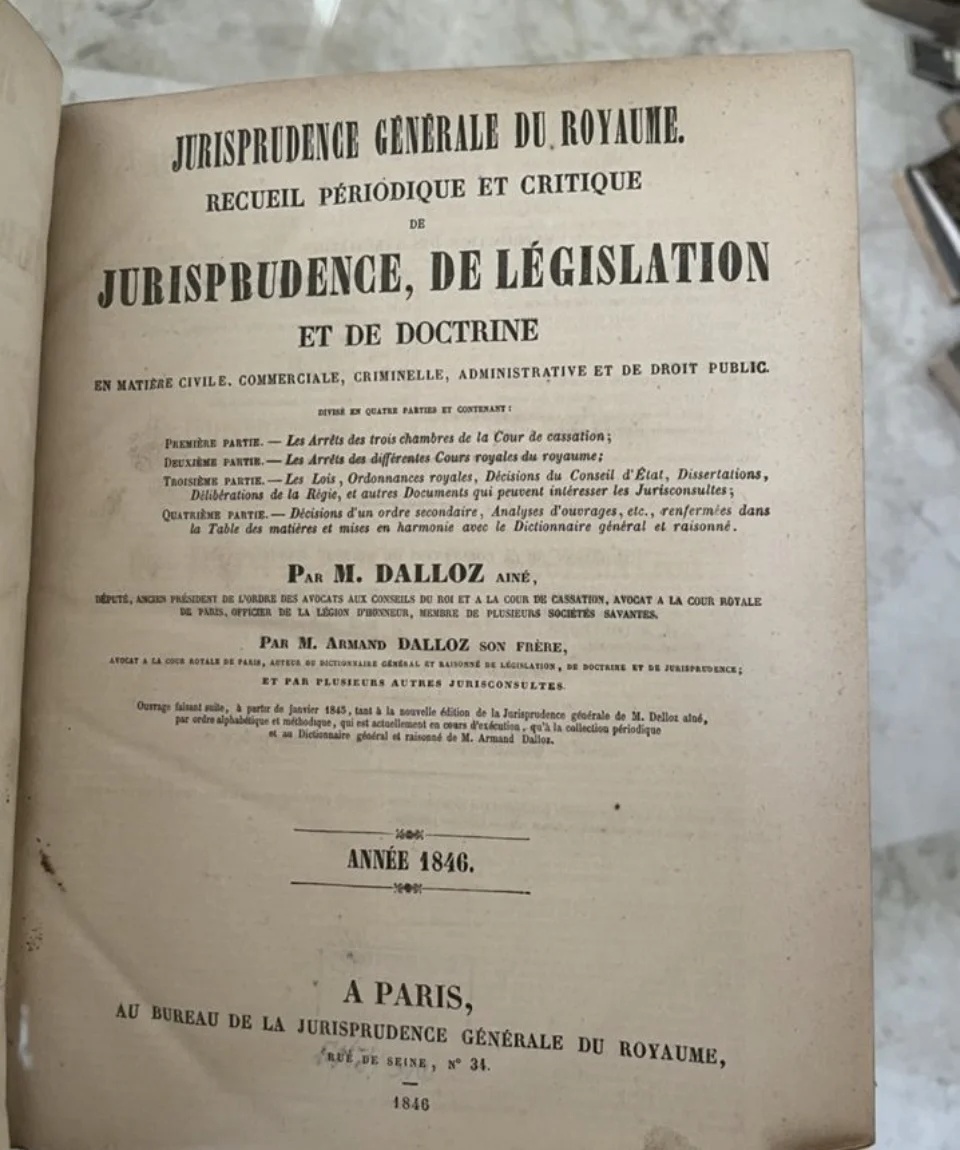 JURISPRUDENCE GÉNÉRALE DU ROYAUME.
RECUEIL PÉRIODIQUE ET CRITIQUE
DE
JURISPRUDENCE, DE LÉGISLATION
ET DE DOCTRINE
EN MATIÈRE CIVILE, COMMERCIALE, CRIMINELLE, ADMINISTRATIVE ET DE DROIT PUBLIC.
DIVISÉ EN QUATRE PARTIES ET CONTENANT :
PREMIÈRE PARTIE. — Les Arrêts des trois chambres de la Cour de cassation;
DEUXIÈME PARTIE. — Les Arrêts des différentes Cours royales du royaume;
TROISIÈME PARTIE. — Les Lois, Ordonnances royales, Décisions du Conseil d'État, Dissertations,
Délibérations de la Régie, et autres Documents qui peuvent intéresser les Jurisconsultes;
QUATRIÈME PARTIE. — Décisions d'un ordre secondaire, Analyses d'ouvrages, etc., renfermées dans
la Table des matières et mises en harmonie avec le Dictionnaire général et raisonné.
PAR M. DALLOZ AINÉ,
DÉPUTÉ, ANCIEN PRÉSIDENT DE L'ORDRE DES AVOCATS AUX CONSEILS DU ROI ET A LA COUR DE CASSATION, AVOCAT A LA COUR ROYALE
DE PARIS, OFFICIER DE LA LÉGION D'HONNEUR, MEMBRE DE PLUSIEURS SOCIÉTÉS SAVANTES.
PAR M. ARMAND DALLOZ SON FRÈRE,
AVOCAT A LA COUR ROYALE DE PARIS, AUTEUR DU DICTIONNAIRE GÉNÉRAL ET RAISONNÉ DE LÉGISLATION, DE DOCTRINE ET DE JURISPRUDENCE;
ET PAR PLUSIEURS AUTRES JURISCONSULTES.
Ouvrage faisant suite, à partir de janvier 1845, tant à la nouvelle édition de la Jurisprudence générale de M. Dalloz aîné,
par ordre alphabétique et méthodique, qui est actuellement en cours d'exécution, qu'à la collection périodique
et au Dictionnaire général et raisonné de M. Armand Dalloz.
ANNÉE 1846.
A PARIS,
AU BUREAU DE LA JURISPRUDENCE GÉNÉRALE DU ROYAUME,
RUE DE SEINE, N° 34.
1846